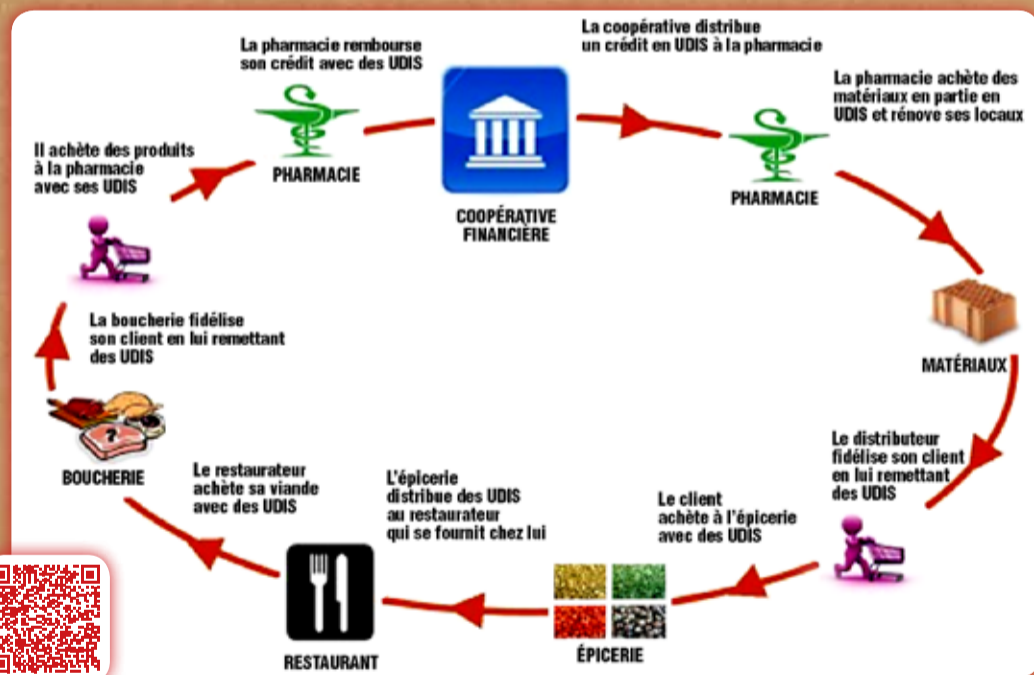 La coopérative distribue
un crédit en UDIS à la pharmacie
La pharmacie rembourse
son crédit avec des UDIS
La pharmacie achète des
matériaux en partie en
UDIS et rénove ses locaux
Il achète des produits
à la pharmacie
avec ses UDIS
PHARMACIE
COOPÉRATIVE
FINANCIÈRE
PHARMACIE
La boucherie fidélise
son client en lui remettant
des UDIS
MATÉRIAUX
Le distributeur
fidélise son client
en lui remettant
des UDIS
BOUCHERIE
Le restaurateur
achète sa viande
avec des UDIS
L'épicerie
distribue des UDIS
au restaurateur
qui se fournit chez lui
Le client
achète à l'épicerie
avec des UDIS
RESTAURANT
ÉPICERIE
?